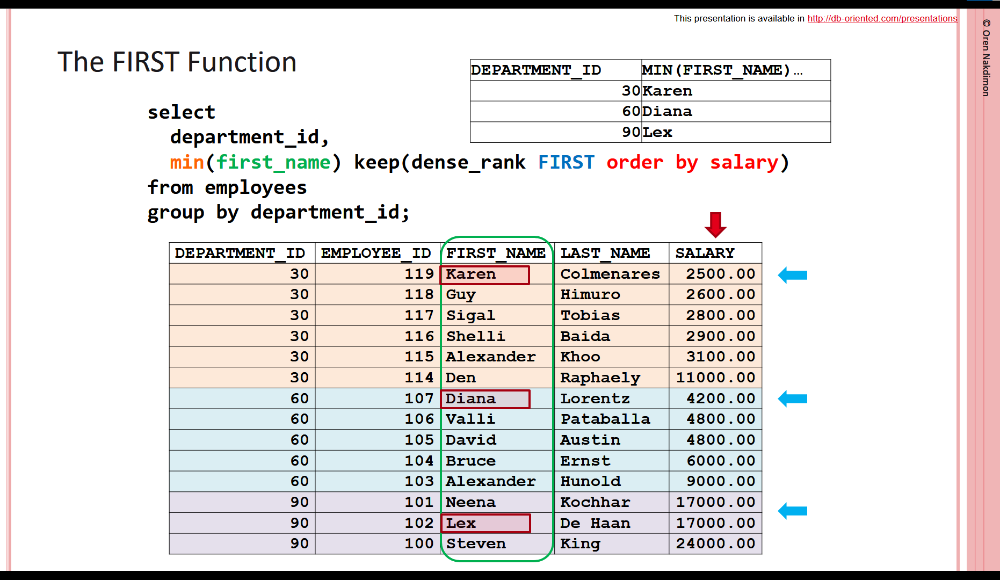 This presentation is available in http://db-oriented.com/presentations
© Oren Nakdimon
The FIRST Function
DEPARTMENT_ID MIN(FIRST_NAME)…
30 Karen
60 Diana
90 Lex
select
department_id,
min(first_name) keep(dense_rank FIRST order by salary)
from employees
group by department_id;
DEPARTMENT_ID EMPLOYEE_ID FIRST_NAME LAST_NAME SALARY
30 119 Karen Colmenares 2500.00
30 118 Guy Himuro 2600.00
30 117 Sigal Tobias 2800.00
30 116 Shelli Baida 2900.00
30 115 Alexander Khoo 3100.00
30 114 Den Raphaely 11000.00
60 107 Diana Lorentz 4200.00
60 106 Valli Pataballa 4800.00
60 105 David Austin 4800.00
60 104 Bruce Ernst 6000.00
60 103 Alexander Hunold 9000.00
90 101 Neena Kochhar 17000.00
90 102 Lex De Haan 17000.00
90 100 Steven King 24000.00